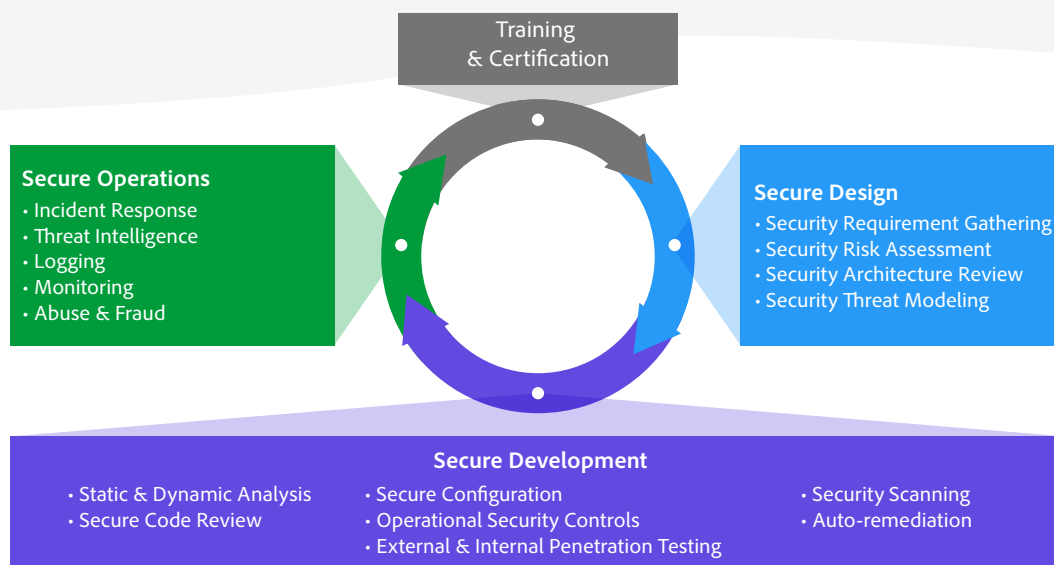 Training
& Certification
Secure Operations
• Incident Response
• Threat Intelligence
• Logging
• Monitoring
• Abuse & Fraud
Secure Design
• Security Requirement Gathering
• Security Risk Assessment
• Security Architecture Review
• Security Threat Modeling
Secure Development
• Static & Dynamic Analysis
• Secure Code Review
• Secure Configuration
• Operational Security Controls
• External & Internal Penetration Testing
• Security Scanning
• Auto-remediation